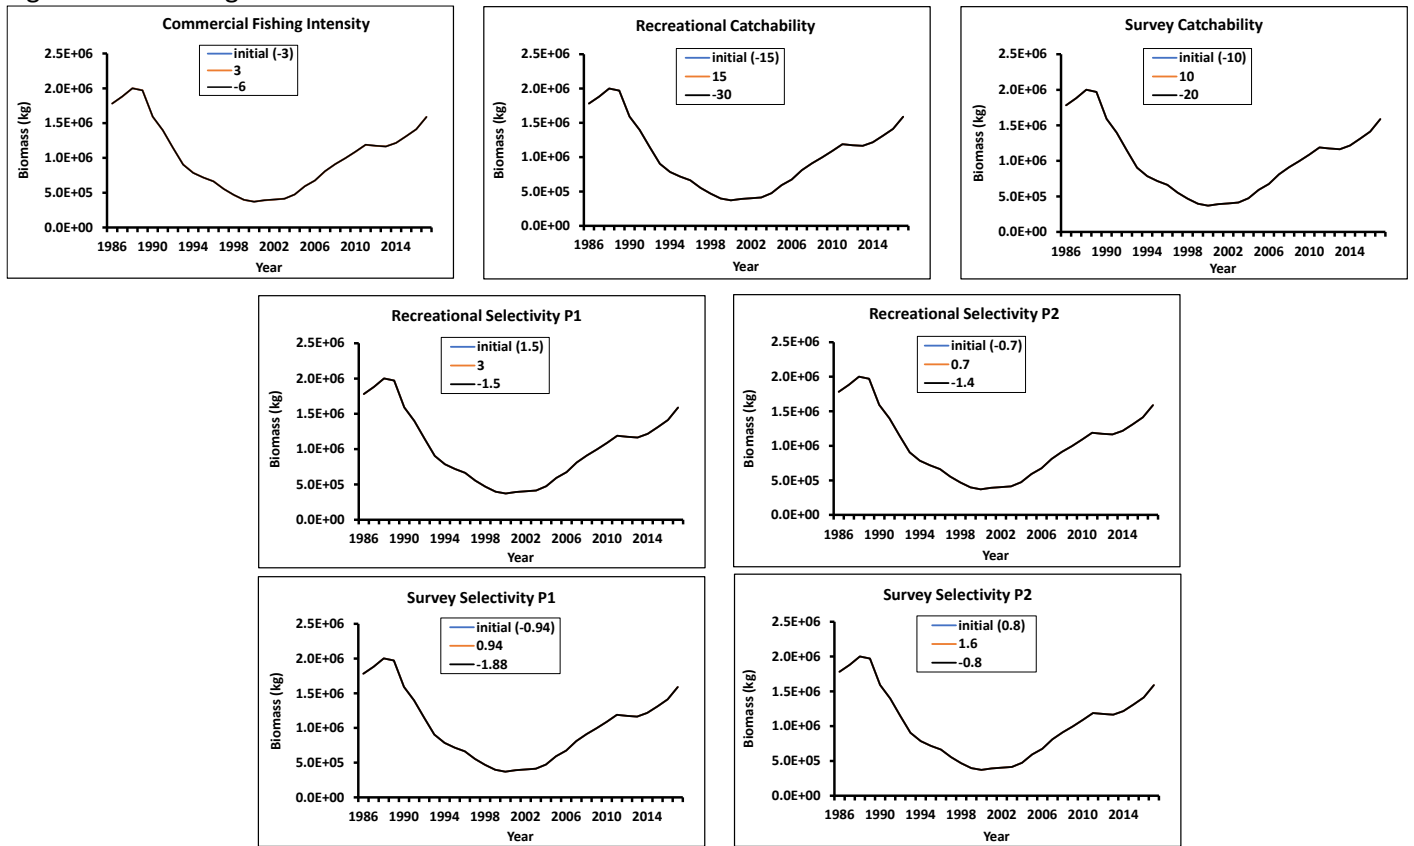 Commercial Fishing Intensity
initial (-3)
3
-6
Biomass (kg)
2.5E+06
2.0E+06
1.5E+06
1.0E+06
5.0E+05
0.0E+00
1986 1990 1994 1998 2002 2006 2010 2014
Year
Recreational Catchability
initial (-15)
15
-30
Biomass (kg)
2.5E+06
2.0E+06
1.5E+06
1.0E+06
5.0E+05
0.0E+00
1986 1990 1994 1998 2002 2006 2010 2014
Year
Survey Catchability
initial (-10)
10
-20
Biomass (kg)
2.5E+06
2.0E+06
1.5E+06
1.0E+06
5.0E+05
0.0E+00
1986 1990 1994 1998 2002 2006 2010 2014
Year
Recreational Selectivity P1
initial (1.5)
3
-1.5
Biomass (kg)
2.5E+06
2.0E+06
1.5E+06
1.0E+06
5.0E+05
0.0E+00
1986 1990 1994 1998 2002 2006 2010 2014
Year
Recreational Selectivity P2
initial (-0.7)
0.7
-1.4
Biomass (kg)
2.5E+06
2.0E+06
1.5E+06
1.0E+06
5.0E+05
0.0E+00
1986 1990 1994 1998 2002 2006 2010 2014
Year
Survey Selectivity P1
initial (-0.94)
0.94
-1.88
Biomass (kg)
2.5E+06
2.0E+06
1.5E+06
1.0E+06
5.0E+05
0.0E+00
1986 1990 1994 1998 2002 2006 2010 2014
Year
Survey Selectivity P2
initial (0.8)
1.6
-0.8
Biomass (kg)
2.5E+06
2.0E+06
1.5E+06
1.0E+06
5.0E+05
0.0E+00
1986 1990 1994 1998 2002 2006 2010 2014
Year